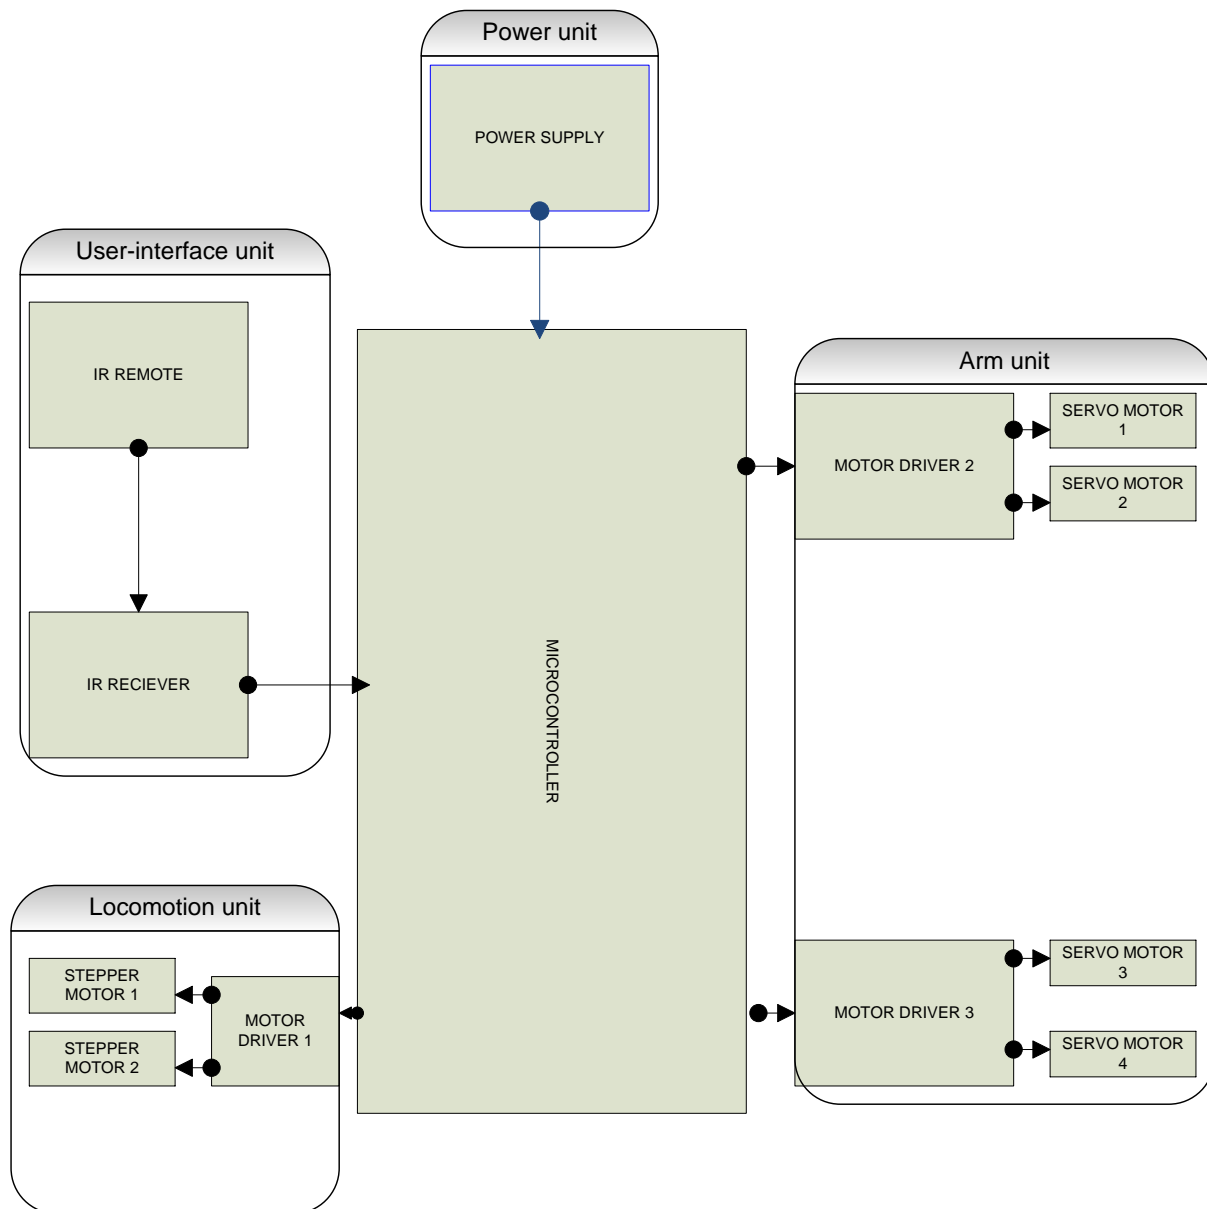 Power unit
POWER SUPPLY
User-interface unit
IR REMOTE
IR RECIEVER
MICROCONTROLLER
Arm unit
MOTOR DRIVER 2
SERVO MOTOR
1
SERVO MOTOR
2
MOTOR DRIVER 3
SERVO MOTOR
3
SERVO MOTOR
4
Locomotion unit
STEPPER
MOTOR 1
STEPPER
MOTOR 2
MOTOR
DRIVER 1